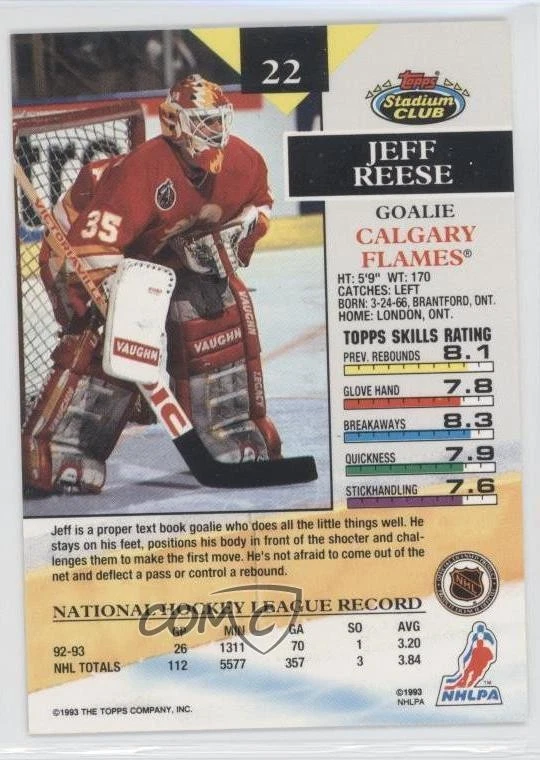 22
Topps
Stadium
CLUB
JEFF
REESE
GOALIE
CALGARY
FLAMES®
HT: 5'9" WT: 170
CATCHES: LEFT
BORN: 3-24-66, BRANTFORD, ONT.
HOME: LONDON, ONT.
TOPPS SKILLS RATING
PREV. REBOUNDS 8.1
GLOVE HAND 7.8
BREAKAWAYS 8.3
QUICKNESS 7.9
STICKHANDLING 7.6
35
VICTORIAVILLE
VAUGHN
VAUGHN
VAUGHN
LEGACY
VIC
Jeff is a proper text book goalie who does all the little things well. He
stays on his feet, positions his body in front of the shooter and chal-
lenges them to make the first move. He's not afraid to come out of the
net and deflect a pass or control a rebound.
NHL
NATIONAL HOCKEY LEAGUE RECORD
GP MIN GA SO AVG
92-93 26 1311 70 1 3.20
NHL TOTALS 112 5577 357 3 3.84
COMC
NHLPA
™
©1993
NHLPA
©1993 THE TOPPS COMPANY, INC.